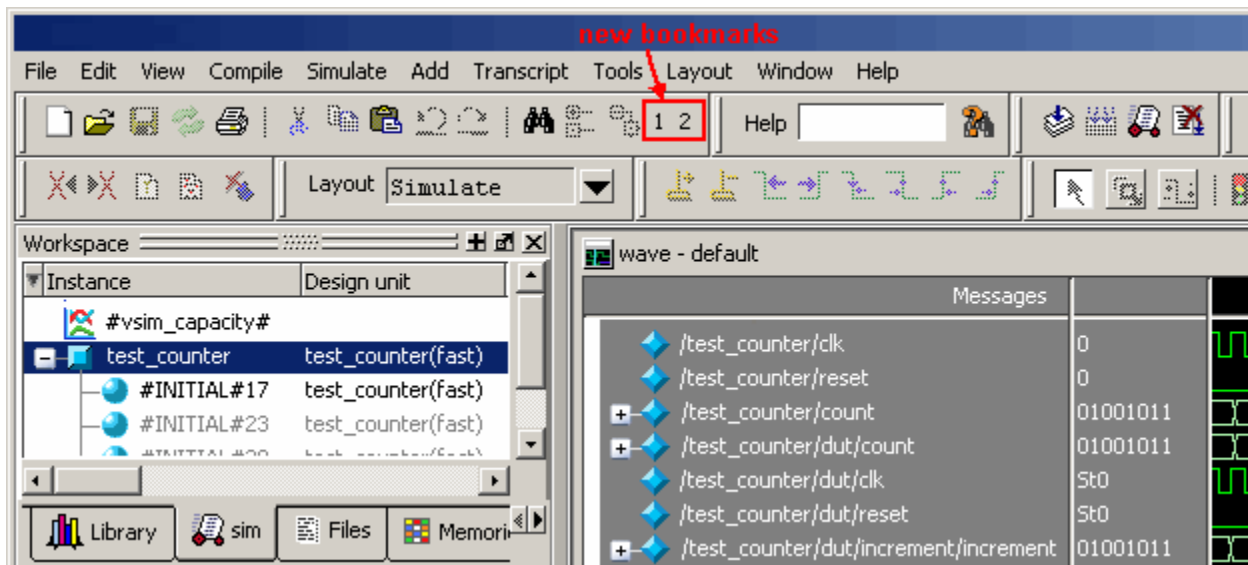 new bookmarks
File Edit View Compile Simulate Add Transcript Tools Layout Window Help
1 2 Help
Layout Simulate
Workspace
wave - default
Instance Design unit
Messages
#vsim_capacity#
test_counter test_counter(fast)
#INITIAL#17 test_counter(fast)
#INITIAL#23 test_counter(fast)
test_counter(fast)
/test_counter/clk 0
/test_counter/reset 0
/test_counter/count 01001011
/test_counter/dut/count 01001011
/test_counter/dut/clk St0
/test_counter/dut/reset St0
/test_counter/dut/increment/increment 01001011
Library sim Files